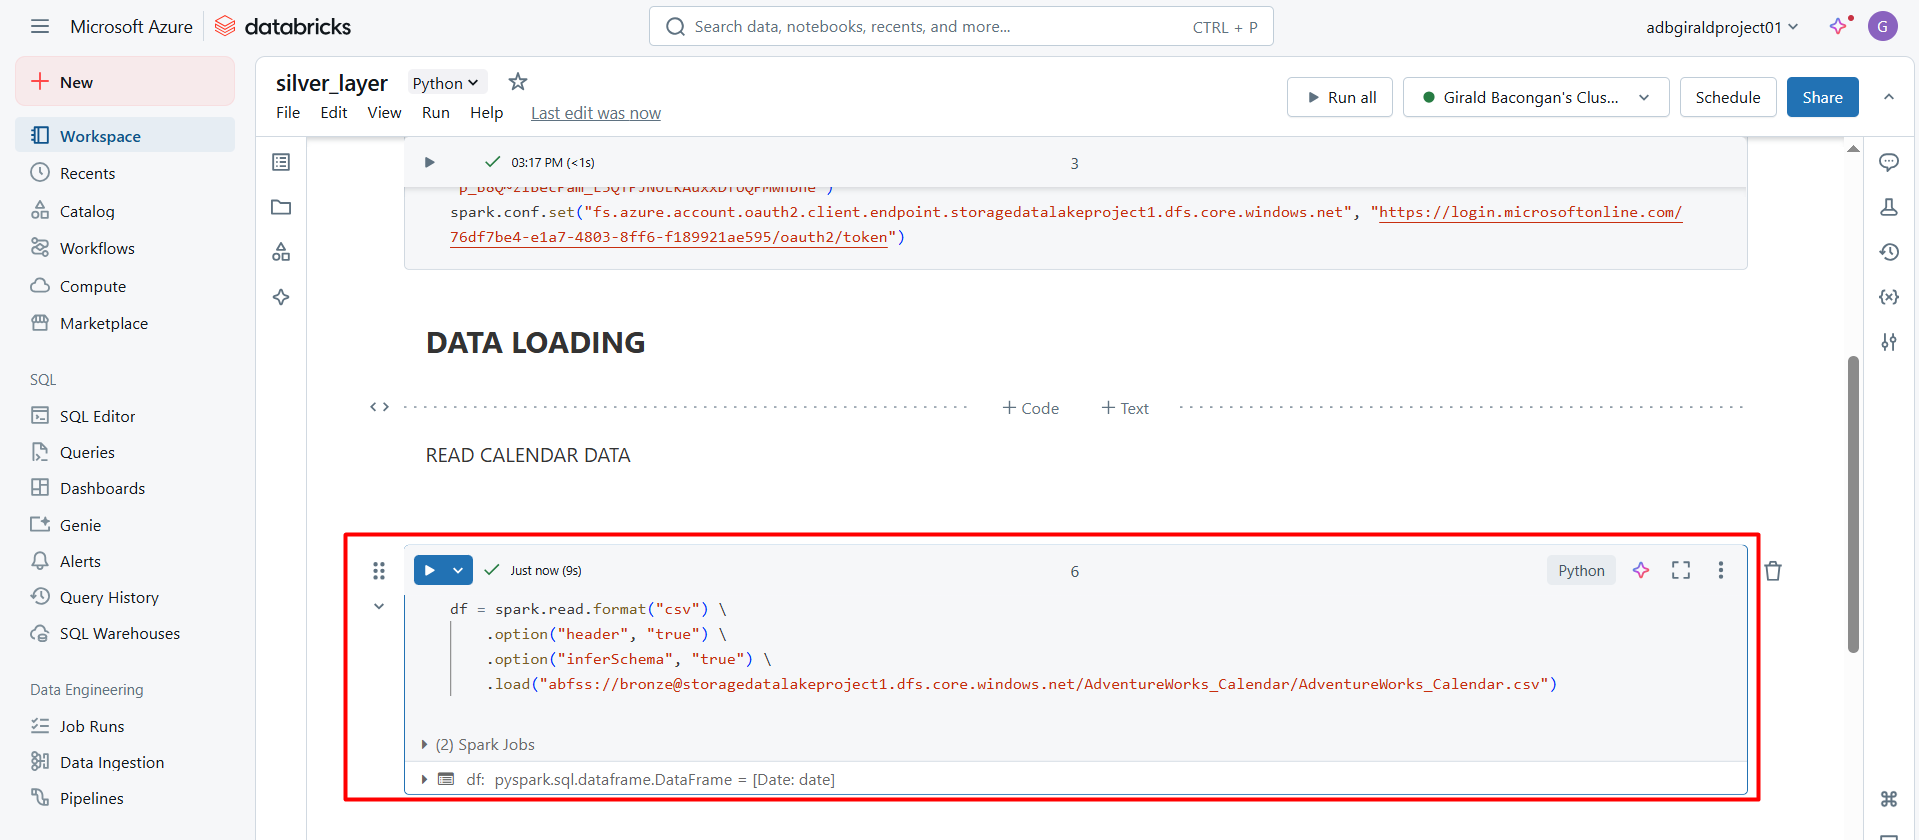 Microsoft Azure
databricks
Search data, notebooks, recents, and more...
CTRL + P
adbgiraldproject01
G
New
Workspace
Recents
Catalog
Workflows
Compute
Marketplace
SQL
SQL Editor
Queries
Dashboards
Genie
Alerts
Query History
SQL Warehouses
Data Engineering
Job Runs
Data Ingestion
Pipelines
silver_layer
Python
File Edit View Run Help Last edit was now
Run all
Girald Bacongan's Clus...
Schedule
Share
03:17 PM (<1s)
3
spark.conf.set("fs.azure.account.oauth2.client.endpoint.storagedatalakeproject1.dfs.core.windows.net", "https://login.microsoftonline.com/
76df7be4-e1a7-4803-8ff6-f189921ae595/oauth2/token")
DATA LOADING
+ Code
+ Text
READ CALENDAR DATA
Just now (9s)
6
Python
df = spark.read.format("csv") \
.option("header", "true") \
.option("inferSchema", "true") \
.load("abfss://bronze@storagedatalakeproject1.dfs.core.windows.net/AdventureWorks_Calendar/AdventureWorks_Calendar.csv")
(2) Spark Jobs
df: pyspark.sql.dataframe.DataFrame = [Date: date]